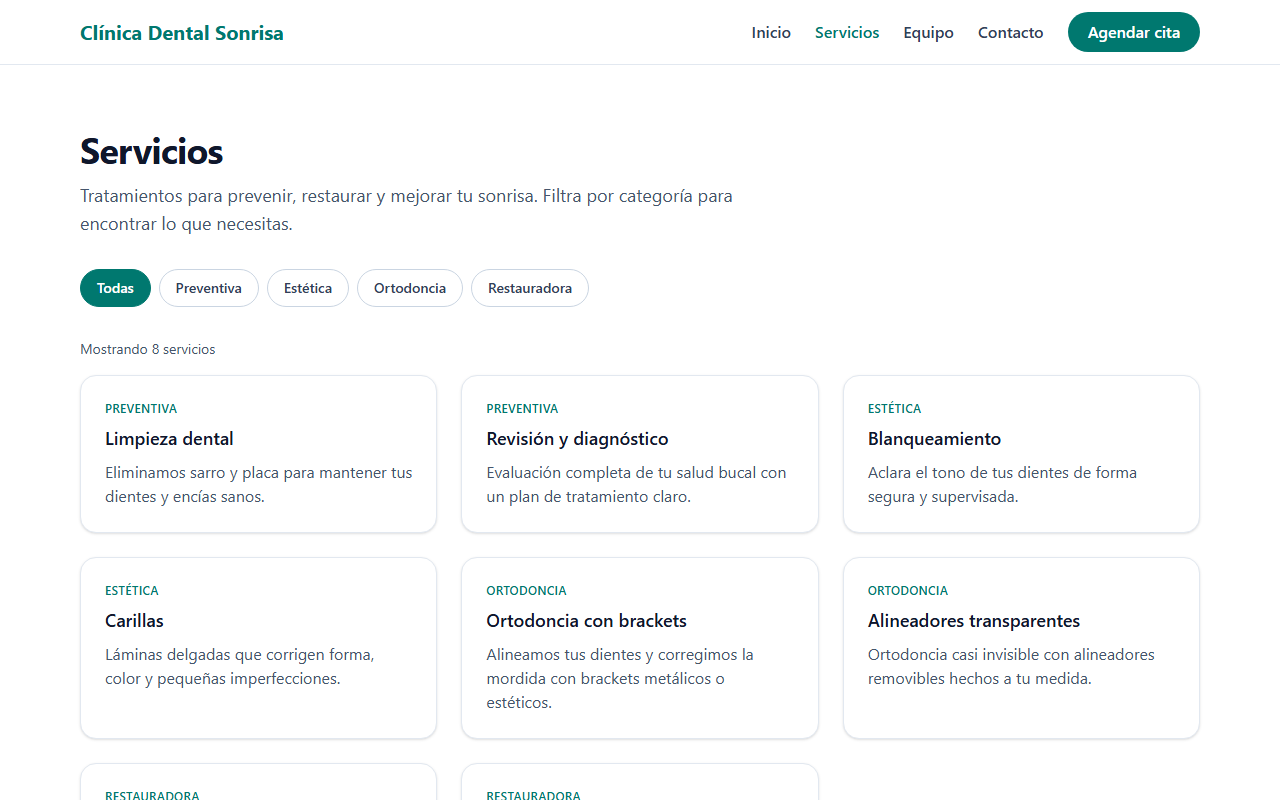 Clínica Dental Sonrisa
Inicio
Servicios
Equipo
Contacto
Agendar cita
Servicios
Tratamientos para prevenir, restaurar y mejorar tu sonrisa. Filtra por categoría para
encontrar lo que necesitas.
Todas
Preventiva
Estética
Ortodoncia
Restauradora
Mostrando 8 servicios
PREVENTIVA
Limpieza dental
Eliminamos sarro y placa para mantener tus
dientes y encías sanos.
PREVENTIVA
Revisión y diagnóstico
Evaluación completa de tu salud bucal con
un plan de tratamiento claro.
ESTÉTICA
Blanqueamiento
Aclara el tono de tus dientes de forma
segura y supervisada.
ESTÉTICA
Carillas
Láminas delgadas que corrigen forma,
color y pequeñas imperfecciones.
ORTODONCIA
Ortodoncia con brackets
Alineamos tus dientes y corregimos la
mordida con brackets metálicos o
estéticos.
ORTODONCIA
Alineadores transparentes
Ortodoncia casi invisible con alineadores
removibles hechos a tu medida.
RESTAURADORA
RESTAURADORA